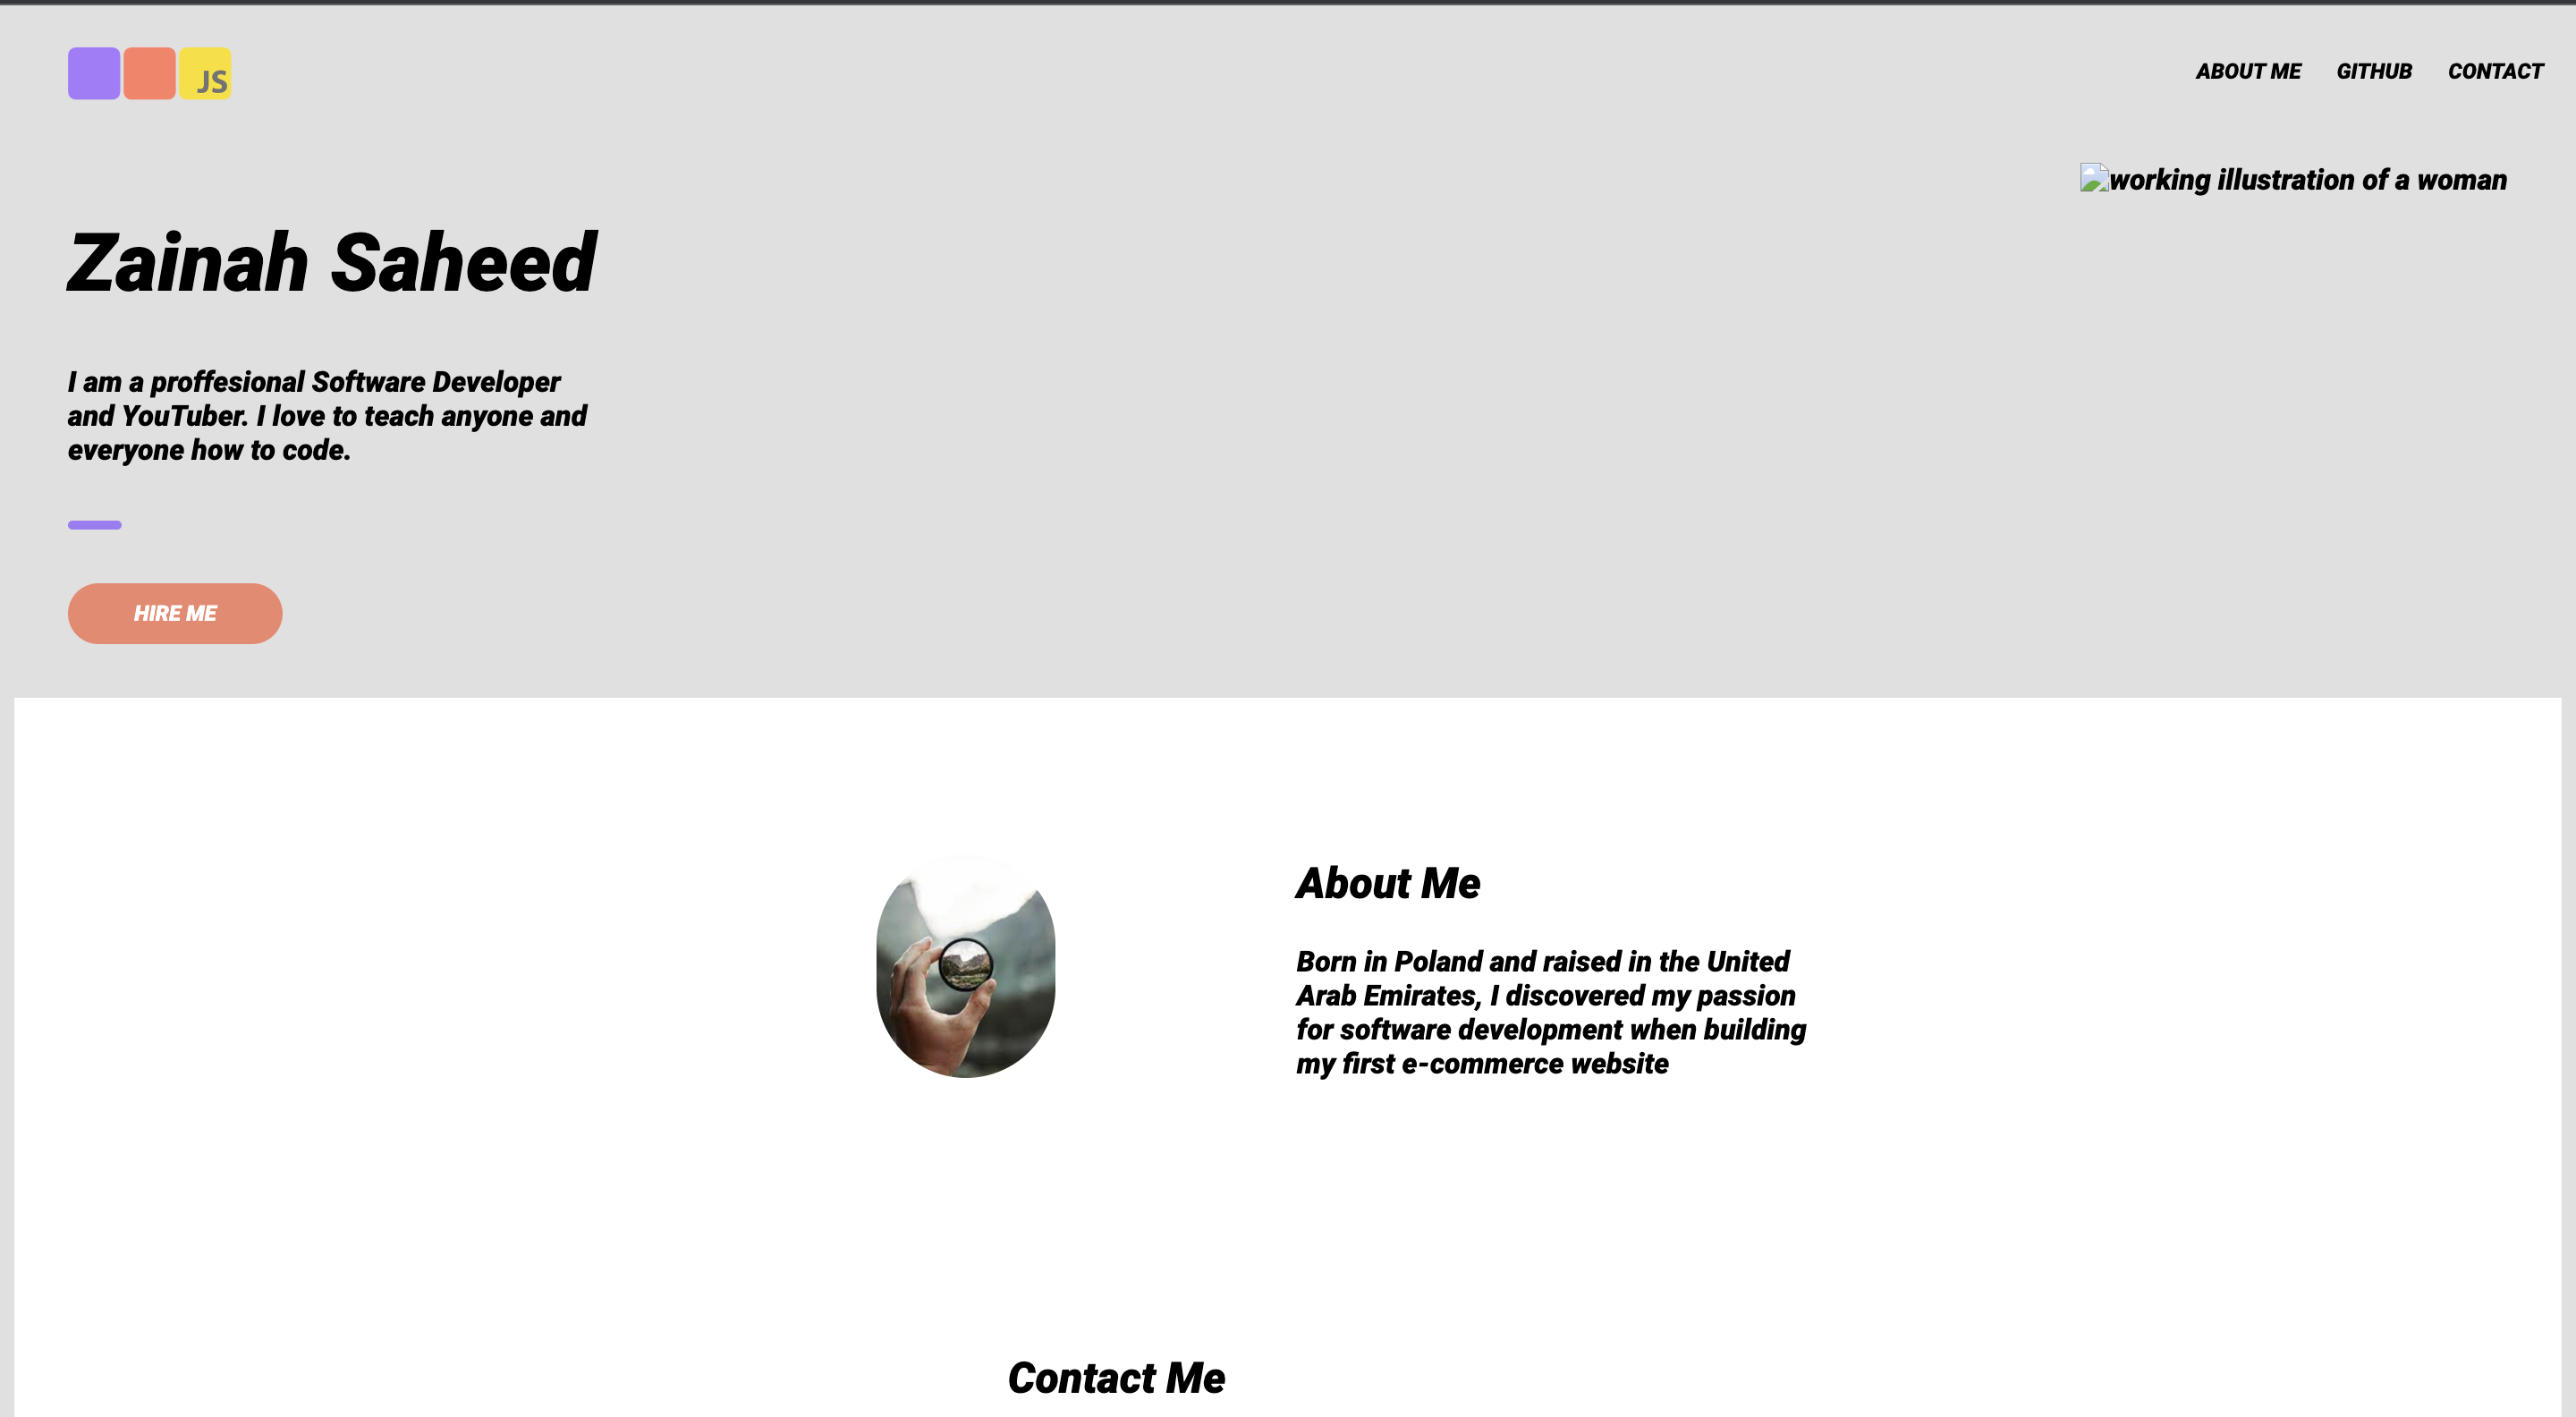 JS
ABOUT ME GITHUB CONTACT
working illustration of a woman
Zainah Saheed
I am a proffesional Software Developer
and YouTuber. I love to teach anyone and
everyone how to code.
HIRE ME
About Me
Born in Poland and raised in the United
Arab Emirates, I discovered my passion
for software development when building
my first e-commerce website
Contact Me